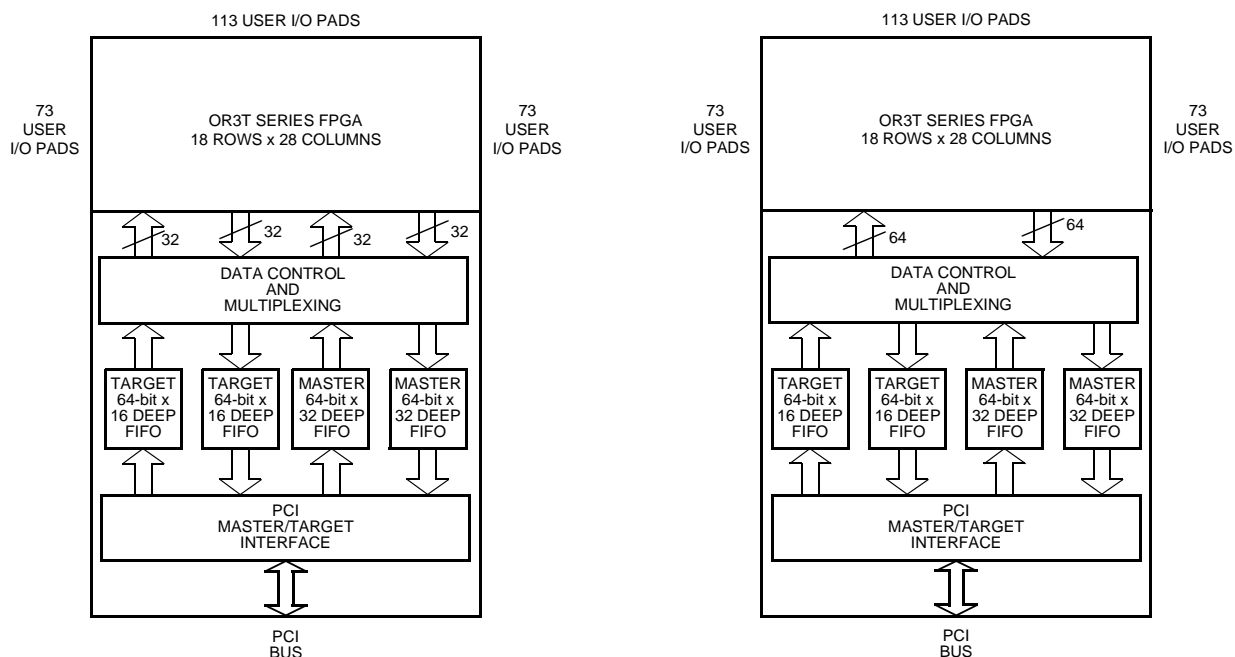 113 USER I/O PADS
73
USER
I/O PADS
OR3T SERIES FPGA
18 ROWS x 28 COLUMNS
73
USER
I/O PADS
32
32
32
32
DATA CONTROL
AND
MULTIPLEXING
TARGET
64-bit x
16 DEEP
FIFO
TARGET
64-bit x
16 DEEP
FIFO
MASTER
64-bit x
32 DEEP
FIFO
MASTER
64-bit x
32 DEEP
FIFO
PCI
MASTER/TARGET
INTERFACE
PCI
BUS
113 USER I/O PADS
73
USER
I/O PADS
OR3T SERIES FPGA
18 ROWS x 28 COLUMNS
73
USER
I/O PADS
64
64
DATA CONTROL
AND
MULTIPLEXING
TARGET
64-bit x
16 DEEP
FIFO
TARGET
64-bit x
16 DEEP
FIFO
MASTER
64-bit x
32 DEEP
FIFO
MASTER
64-bit x
32 DEEP
FIFO
PCI
MASTER/TARGET
INTERFACE
PCI
BUS